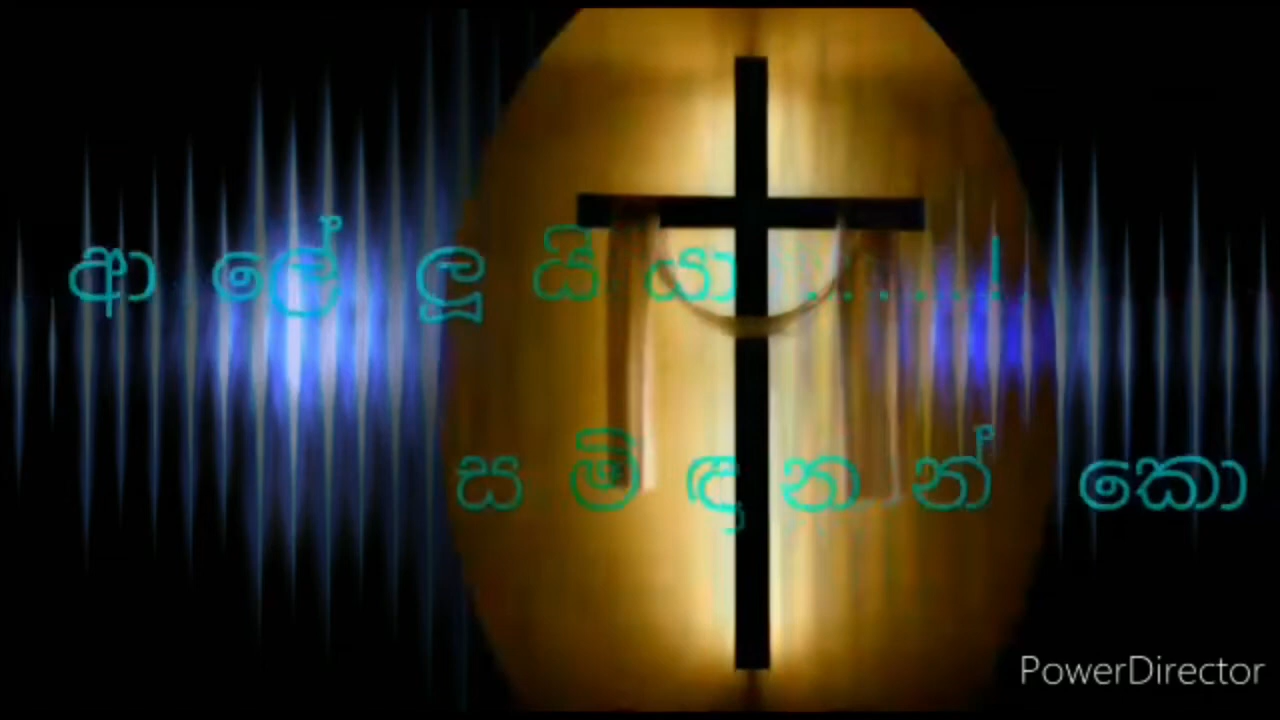 ආ ලේ ලූ යි යා . . . . . . !
ස මි ඳා න න් කො
PowerDirector